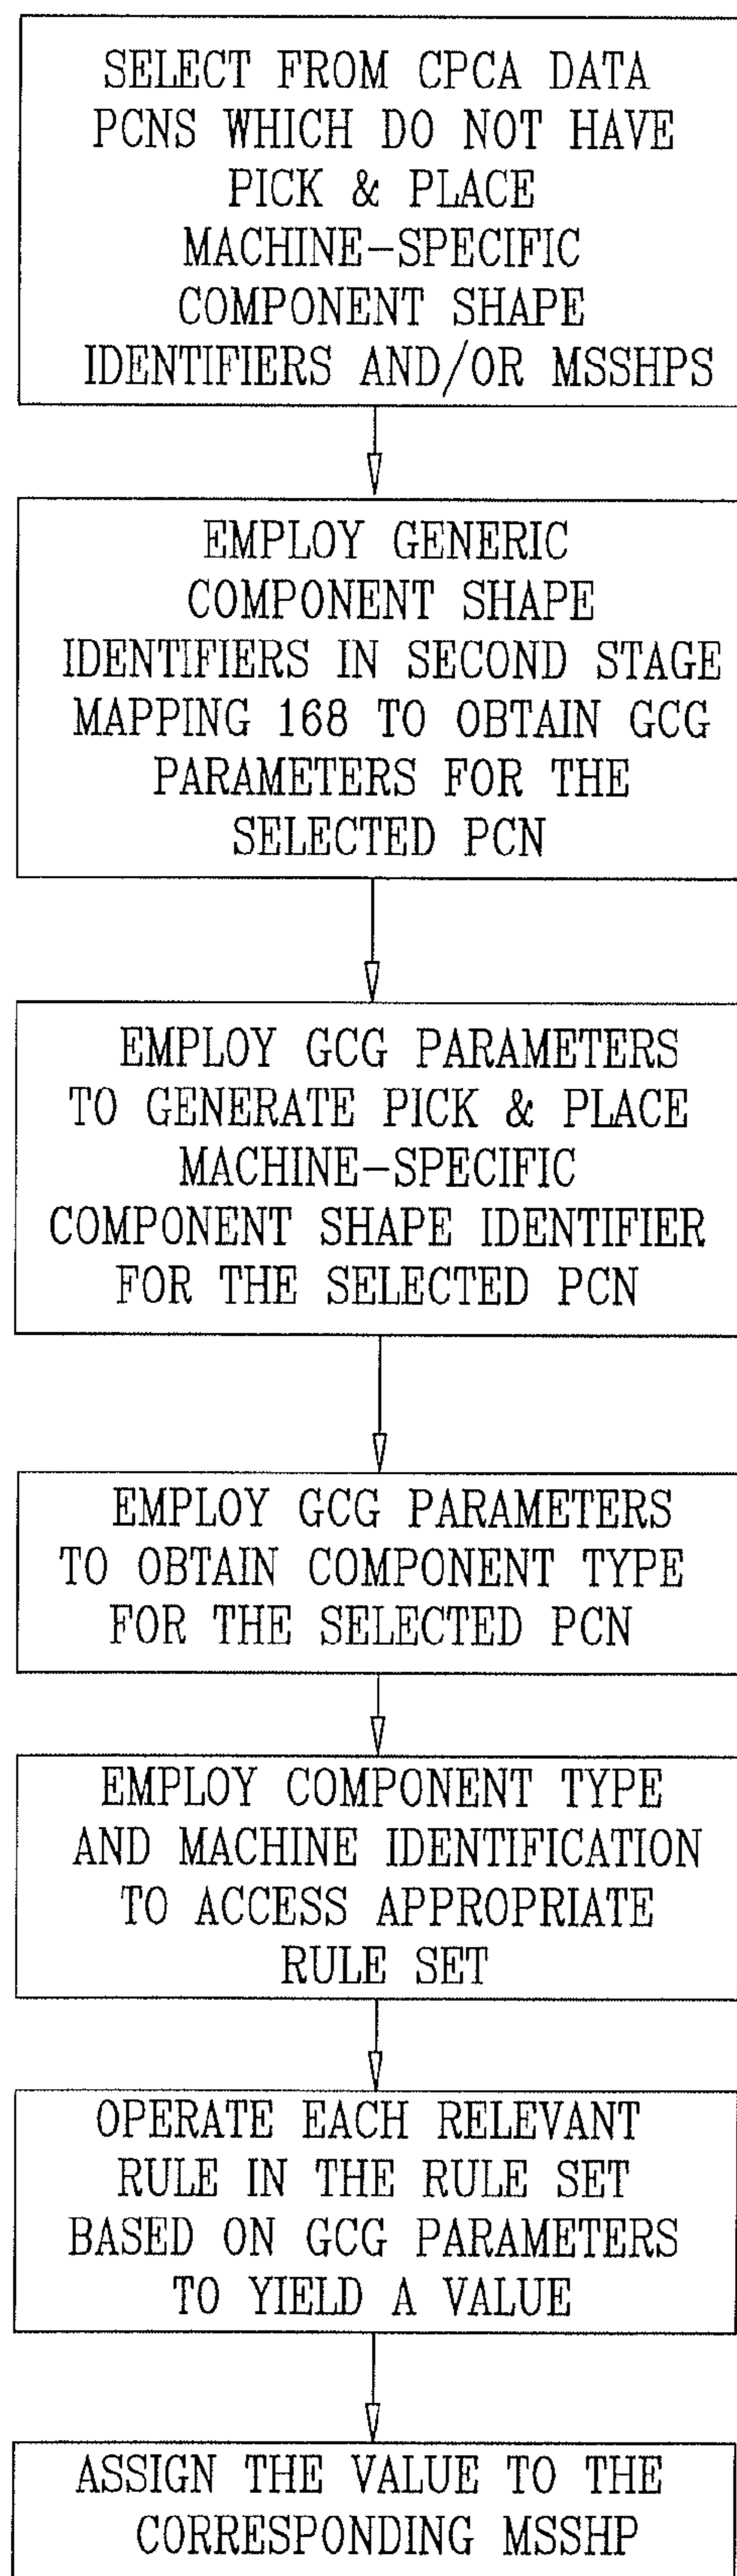 SELECT FROM CPCA DATA
PCNS WHICH DO NOT HAVE
PICK & PLACE
MACHINE-SPECIFIC
COMPONENT SHAPE
IDENTIFIERS AND/OR MSSHPS
EMPLOY GENERIC
COMPONENT SHAPE
IDENTIFIERS IN SECOND STAGE
MAPPING 168 TO OBTAIN GCG
PARAMETERS FOR THE
SELECTED PCN
EMPLOY GCG PARAMETERS
TO GENERATE PICK & PLACE
MACHINE-SPECIFIC
COMPONENT SHAPE IDENTIFIER
FOR THE SELECTED PCN
EMPLOY GCG PARAMETERS
TO OBTAIN COMPONENT TYPE
FOR THE SELECTED PCN
EMPLOY COMPONENT TYPE
AND MACHINE IDENTIFICATION
TO ACCESS APPROPRIATE
RULE SET
OPERATE EACH RELEVANT
RULE IN THE RULE SET
BASED ON GCG PARAMETERS
TO YIELD A VALUE
ASSIGN THE VALUE TO THE
CORRESPONDING MSSHP